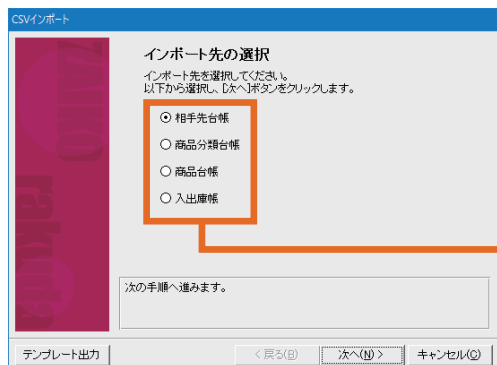 CSVインポート
インポート先の選択
インポート先を選択してください。
以下から選択し、[次へ]ボタンをクリックします。
相手先台帳
商品分類台帳
商品台帳
入出庫帳
ZAIKO
rakuda
次の手順へ進みます。
テンプレート出力
< 戻る(B)
次へ(N) >
キャンセル(C)